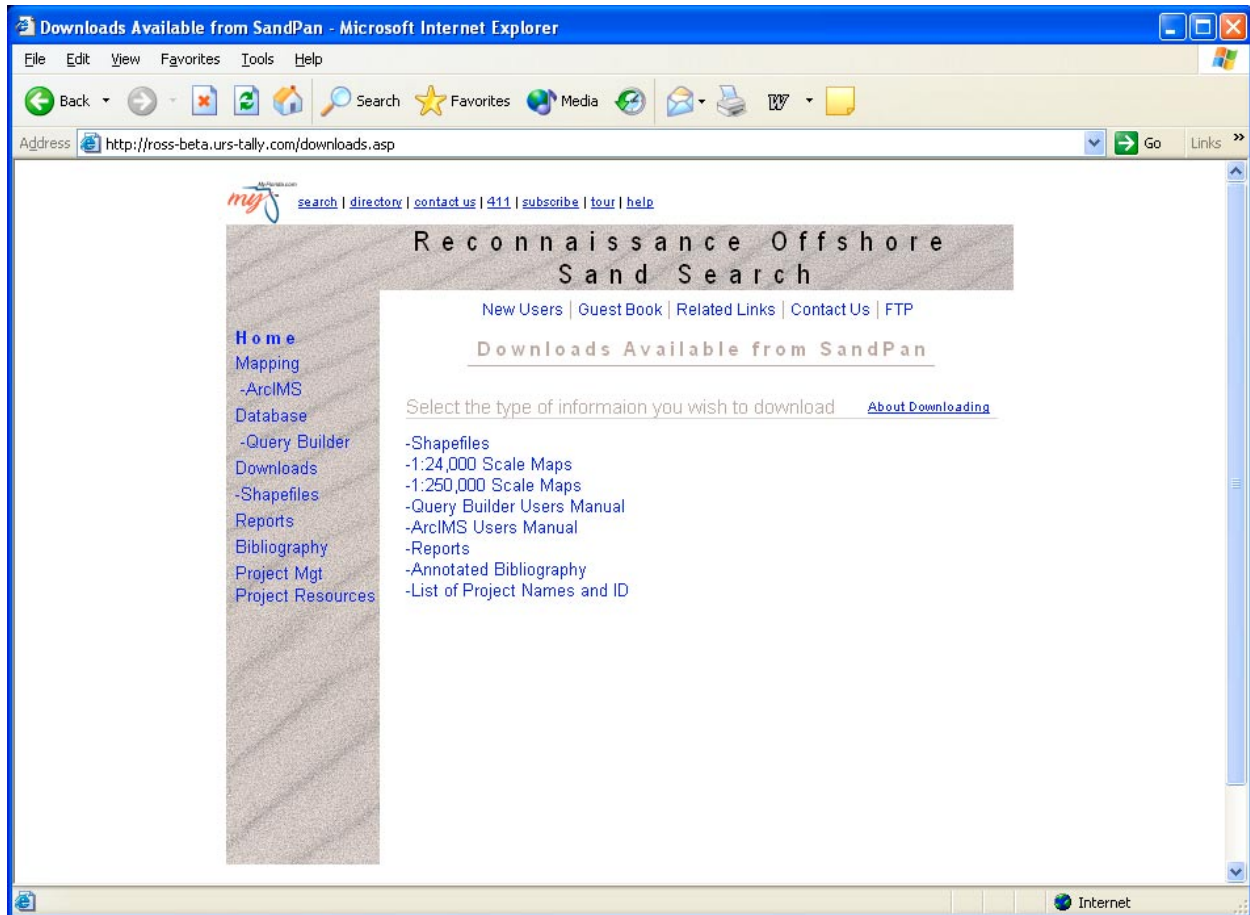 Downloads Available from SandPan - Microsoft Internet Explorer
File Edit View Favorites Tools Help
Back Search Favorites Media
Address http://ross-beta.urs-tally.com/downloads.asp Go Links »
MyFlorida.com
my
search | directory | contact us | 411 | subscribe | tour | help
Reconnaissance Offshore
Sand Search
New Users | Guest Book | Related Links | Contact Us | FTP
Downloads Available from SandPan
Select the type of informaion you wish to download About Downloading
Home
Mapping
-ArcIMS
Database
-Query Builder
Downloads
-Shapefiles
Reports
Bibliography
Project Mgt
Project Resources
-Shapefiles
-1:24,000 Scale Maps
-1:250,000 Scale Maps
-Query Builder Users Manual
-ArcIMS Users Manual
-Reports
-Annotated Bibliography
-List of Project Names and ID
Internet